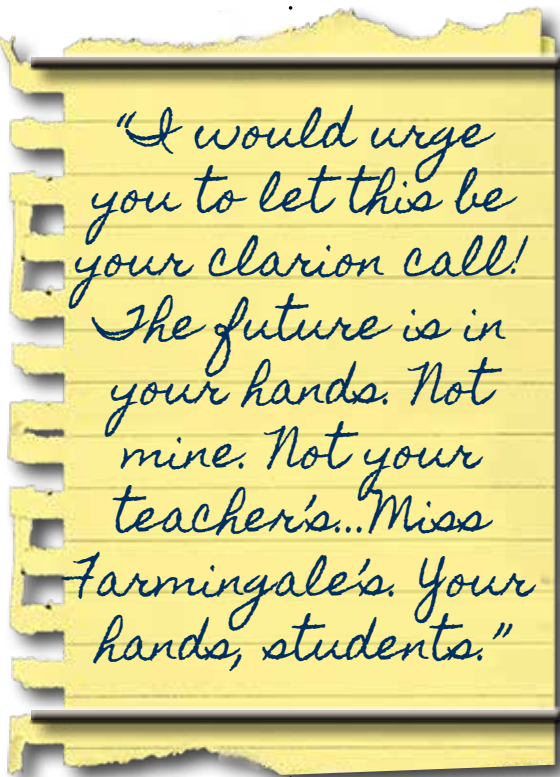 "I would urge
you to let this be
your clarion call!
The future is in
your hands. Not
mine. Not your
teacher's...Miss
Farmingale's. Your
hands, students."